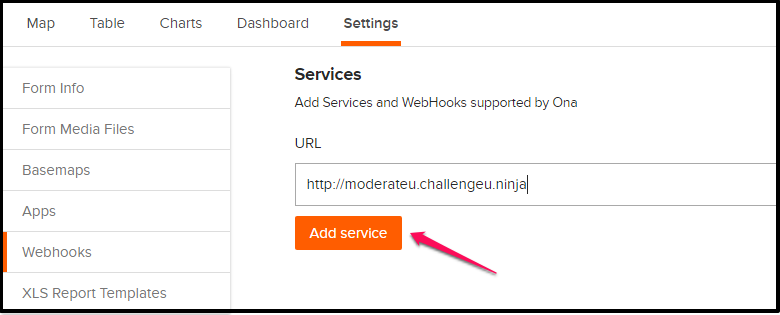 Map Table Charts Dashboard Settings
Form Info
Form Media Files
Basemaps
Apps
Webhooks
XLS Report Templates
Services
Add Services and WebHooks supported by Ona
URL
http://moderateu.challengeu.ninja
Add service